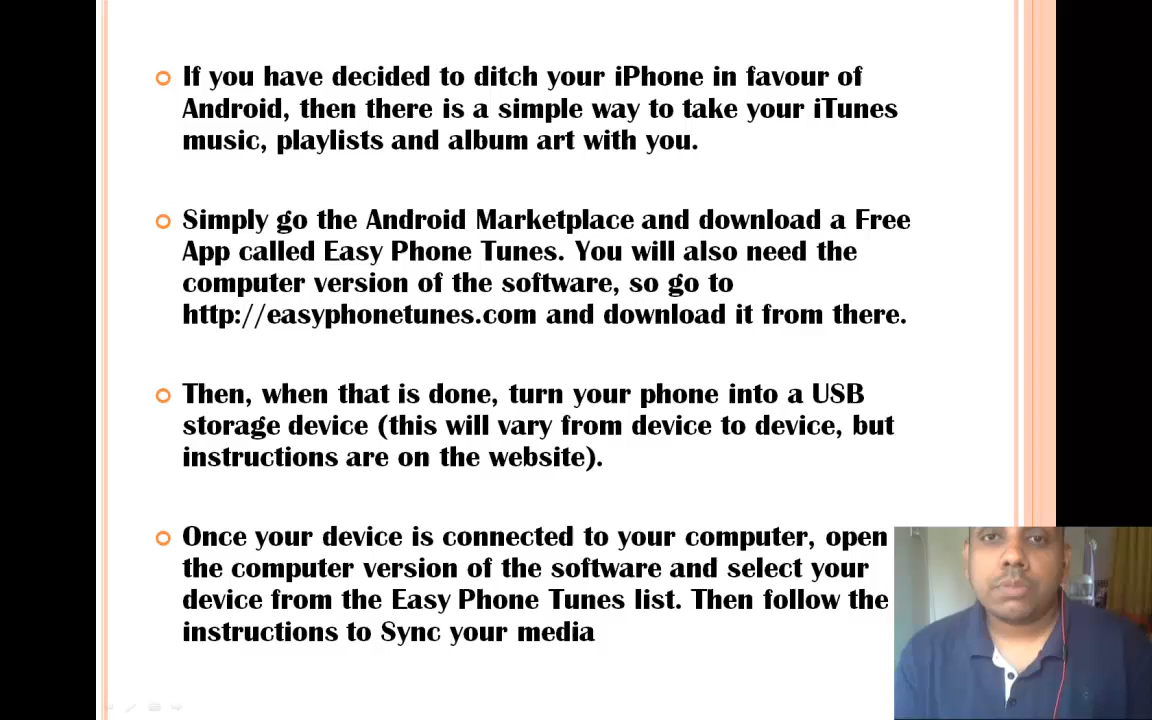 If you have decided to ditch your iPhone in favour of
Android, then there is a simple way to take your iTunes
music, playlists and album art with you.
Simply go the Android Marketplace and download a Free
App called Easy Phone Tunes. You will also need the
computer version of the software, so go to
http://easyphonetunes.com and download it from there.
Then, when that is done, turn your phone into a USB
storage device (this will vary from device to device, but
instructions are on the website).
Once your device is connected to your computer, open
the computer version of the software and select your
device from the Easy Phone Tunes list. Then follow the
instructions to Sync your media